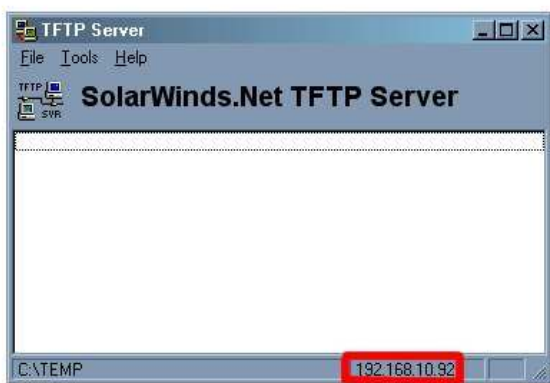 TFTP Server
File Tools Help
TFTP
SVR
SolarWinds.Net TFTP Server
C:\TEMP
192.168.10.92